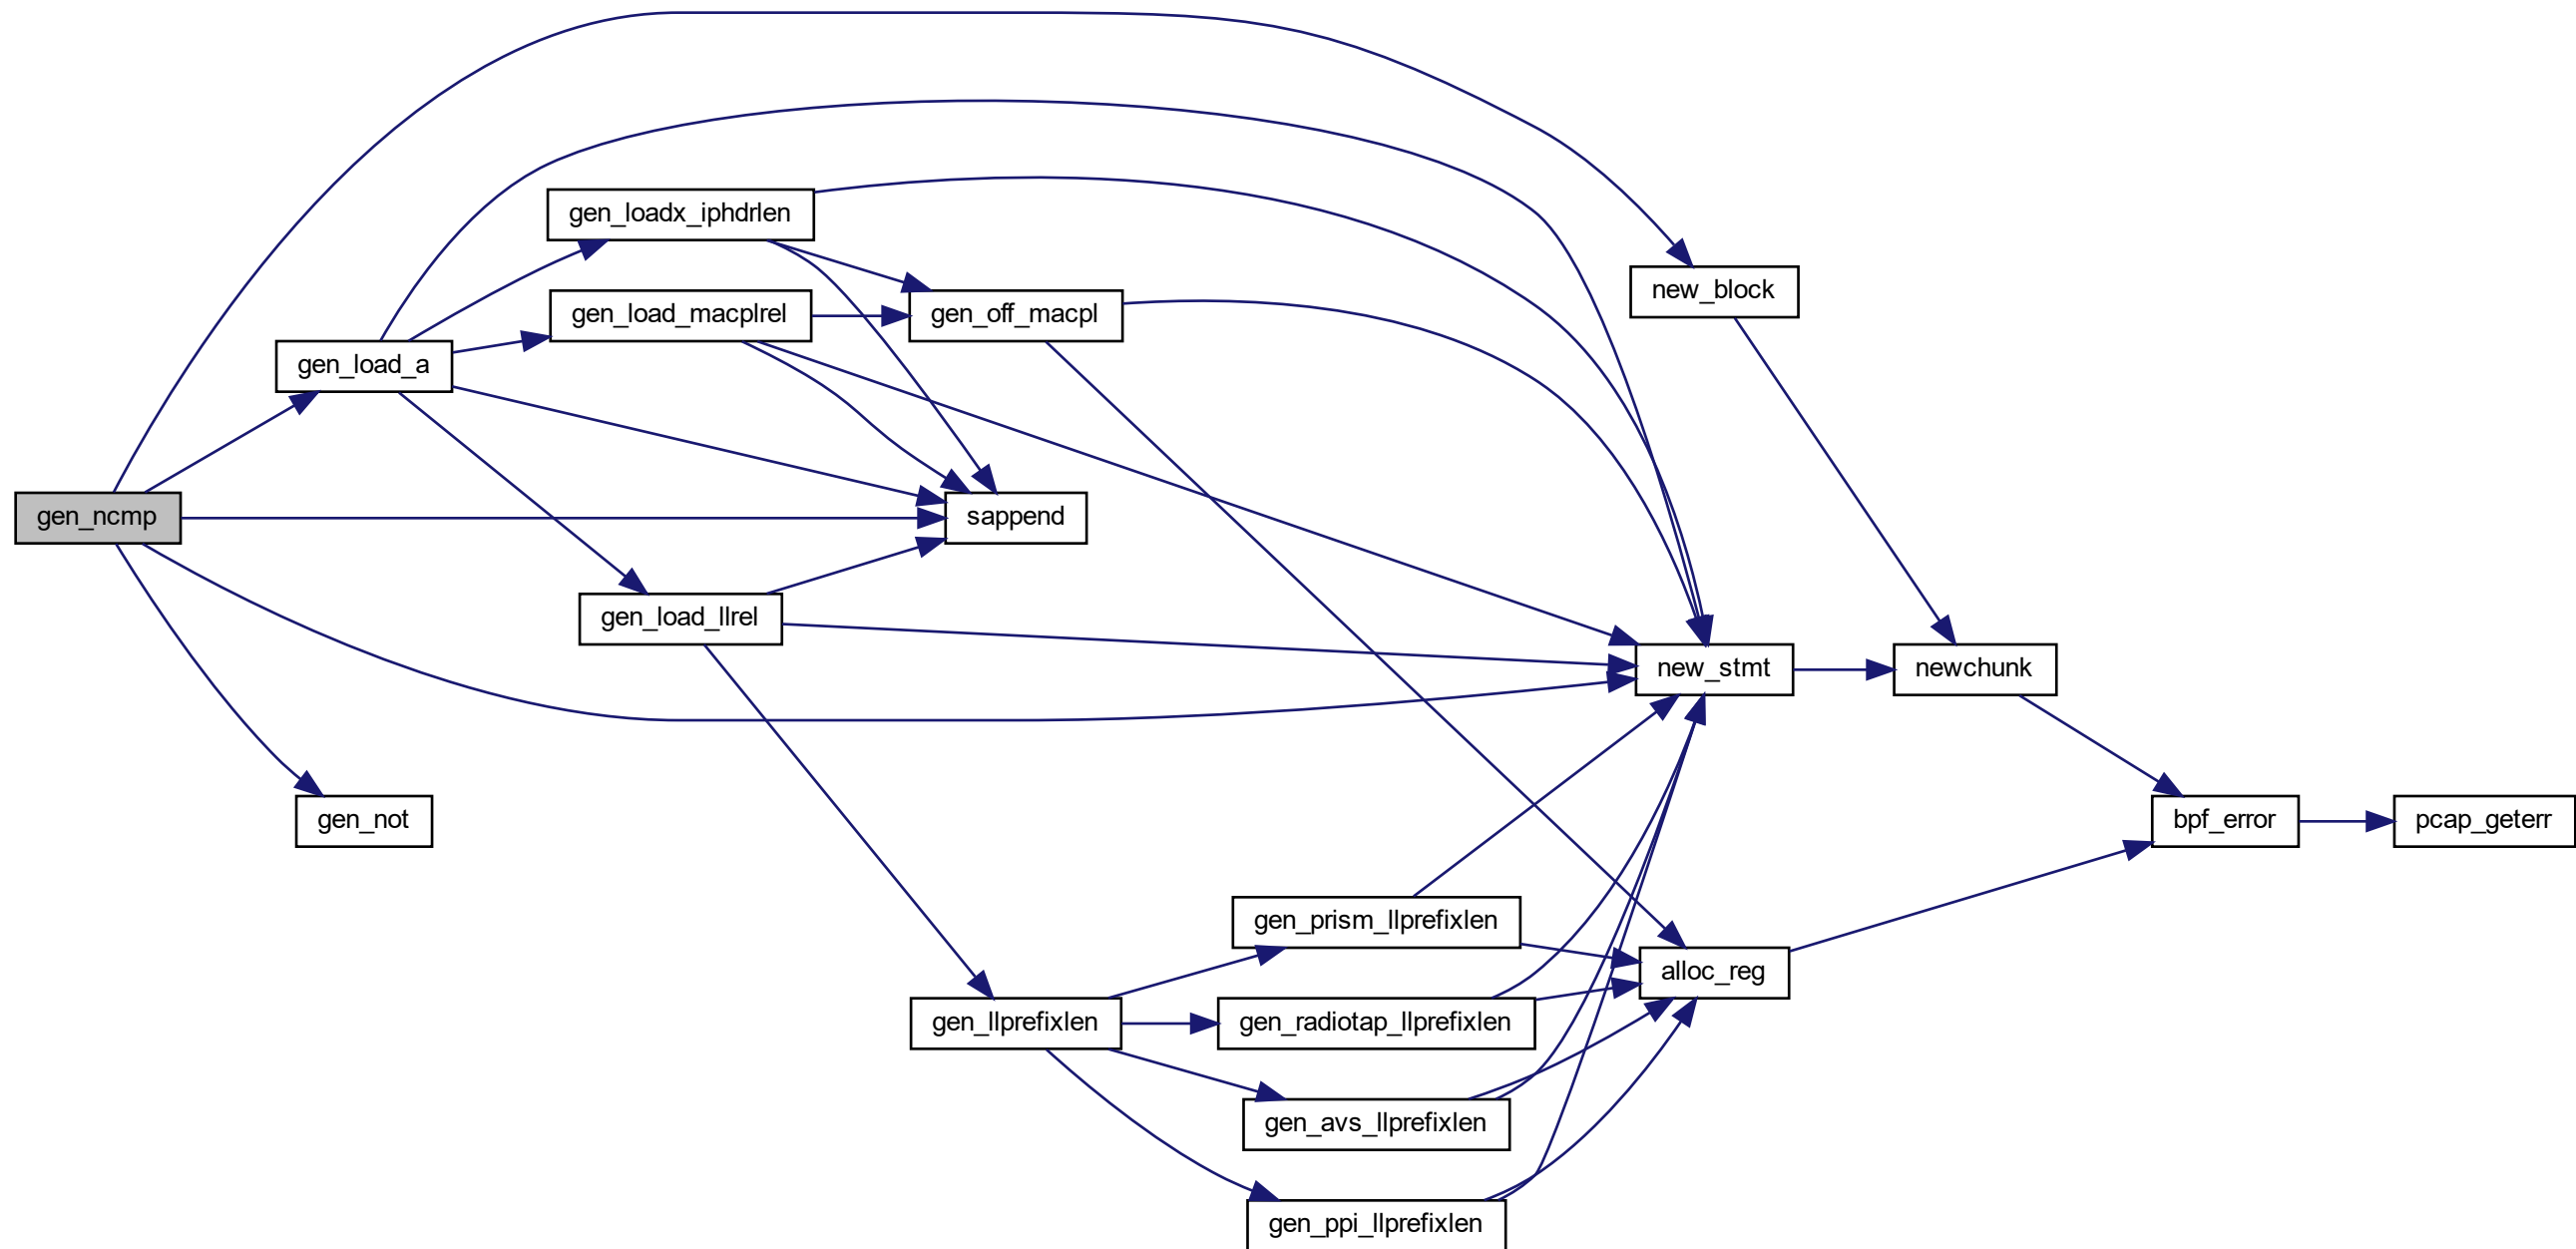 gen_loadx_iphdrlen
new_block
gen_load_macplrel
gen_off_macpl
gen_load_a
gen_ncmp
sappend
gen_load_llrel
new_stmt
newchunk
gen_not
bpf_error
pcap_geterr
gen_prism_llprefixlen
alloc_reg
gen_llprefixlen
gen_radiotap_llprefixlen
gen_avs_llprefixlen
gen_ppi_llprefixlen